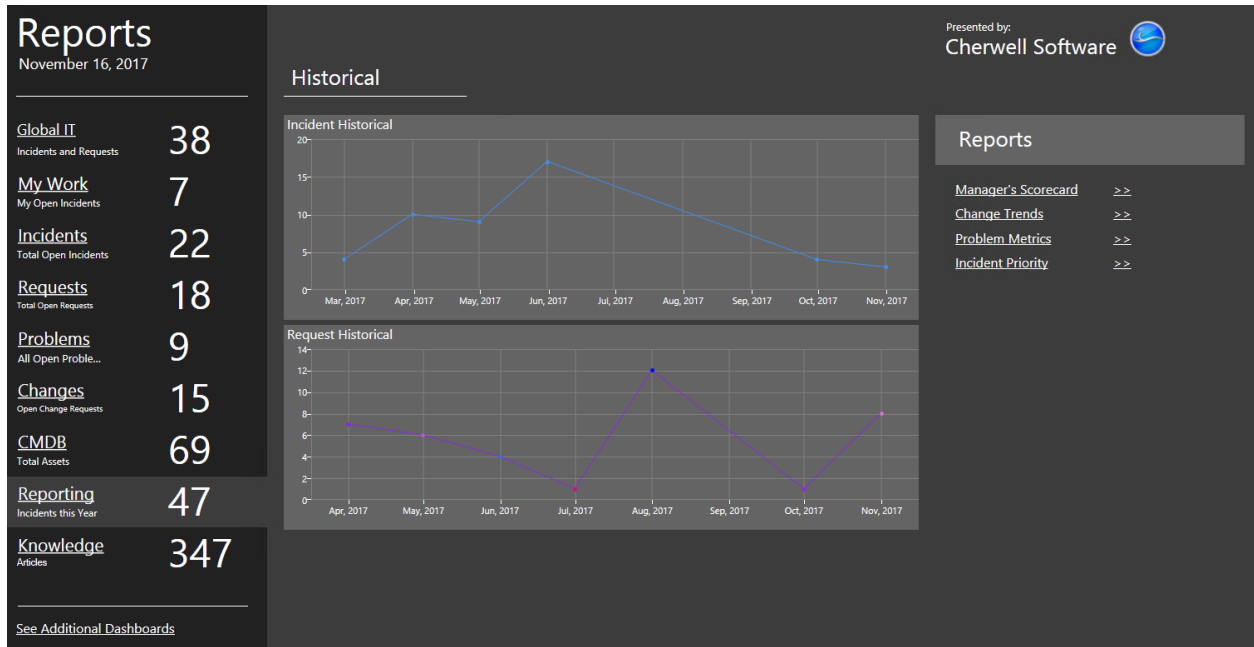 Reports
November 16, 2017
Global IT
Incidents and Requests
38
My Work
My Open Incidents
7
Incidents
Total Open Incidents
22
Requests
Total Open Requests
18
Problems
All Open Proble...
9
Changes
Open Change Requests
15
CMDB
Total Assets
69
Reporting
Incidents this Year
47
Knowledge
Articles
347
See Additional Dashboards
Historical
Incident Historical
20
15
10
5
0
Mar, 2017 Apr, 2017 May, 2017 Jun, 2017 Jul, 2017 Aug, 2017 Sep, 2017 Oct, 2017 Nov, 2017
Request Historical
14
12
10
8
6
4
2
0
Apr, 2017 May, 2017 Jun, 2017 Jul, 2017 Aug, 2017 Sep, 2017 Oct, 2017 Nov, 2017
Presented by:
Cherwell Software
Reports
Manager's Scorecard >>
Change Trends >>
Problem Metrics >>
Incident Priority >>